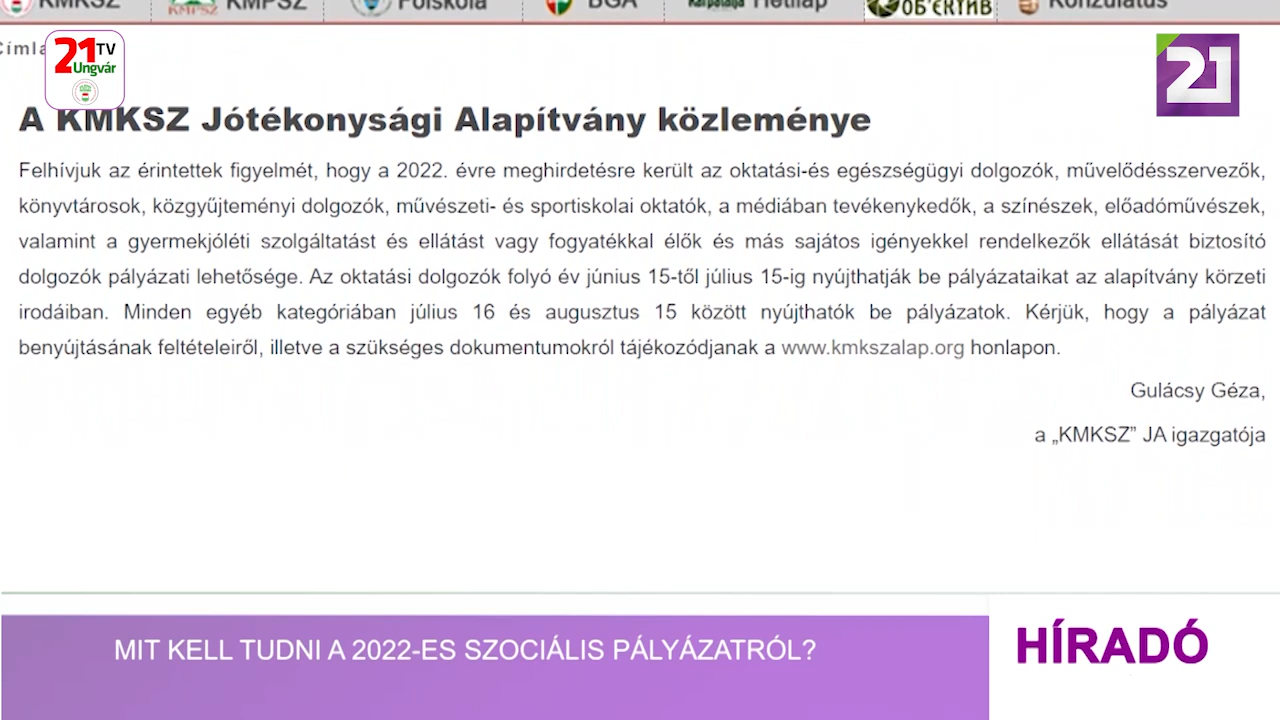 KMKSZ KMPSZ Főiskola BGA Kárpátalja Hetilap ОБ'ЄКТИВ Konzulátus
Címla
21 TV
Ungvár
21
A KMKSZ Jótékonysági Alapítvány közleménye
Felhívjuk az érintettek figyelmét, hogy a 2022. évre meghirdetésre került az oktatási-és egészségügyi dolgozók, művelődésszervezők,
könyvtárosok, közgyűjteményi dolgozók, művészeti- és sportiskolai oktatók, a médiában tevékenykedők, a színészek, előadóművészek,
valamint a gyermekjóléti szolgáltatást és ellátást vagy fogyatékkal élők és más sajátos igényekkel rendelkezők ellátását biztosító
dolgozók pályázati lehetősége. Az oktatási dolgozók folyó év június 15-től július 15-ig nyújthatják be pályázataikat az alapítvány körzeti
irodáiban. Minden egyéb kategóriában július 16 és augusztus 15 között nyújthatók be pályázatok. Kérjük, hogy a pályázat
benyújtásának feltételeiről, illetve a szükséges dokumentumokról tájékozódjanak a www.kmkszalap.org honlapon.
Gulácsy Géza,
a „KMKSZ” JA igazgatója
MIT KELL TUDNI A 2022-ES SZOCIÁLIS PÁLYÁZATRÓL?
HÍRADÓ